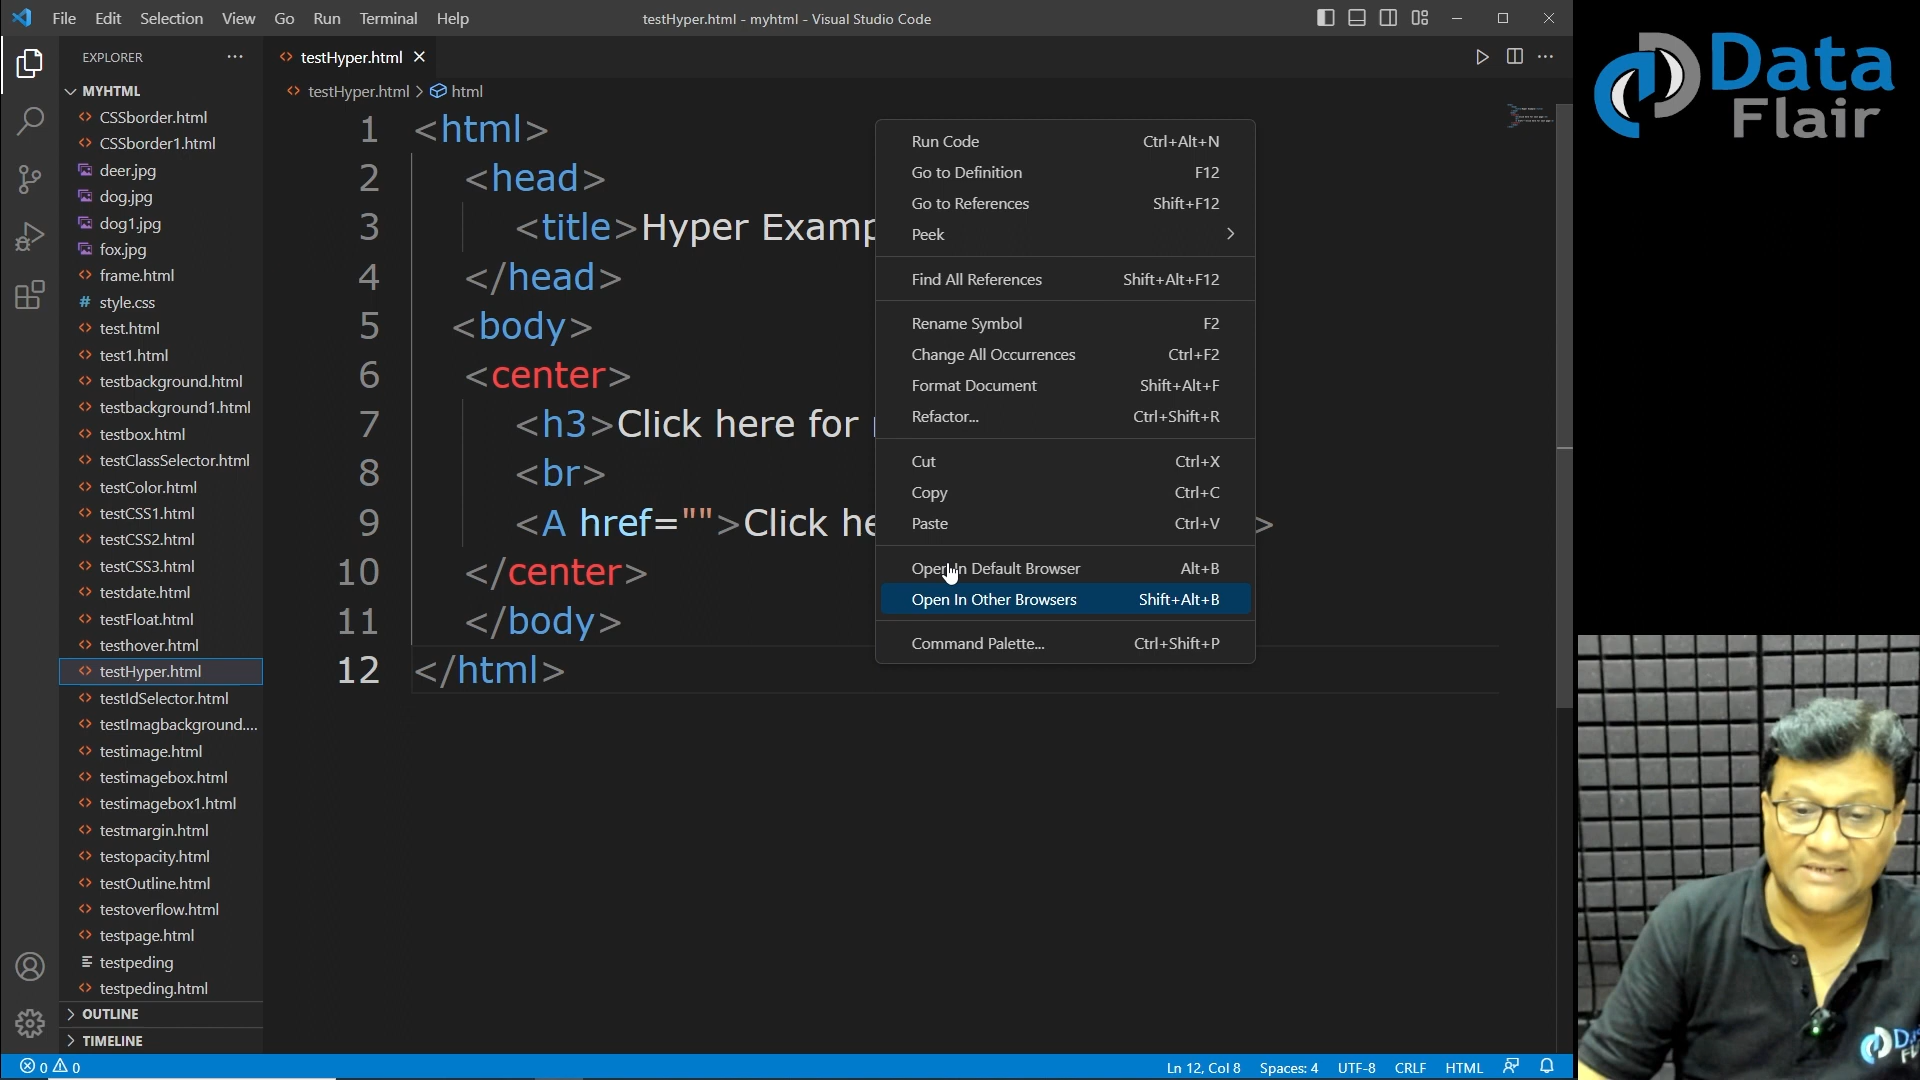 File Edit Selection View Go Run Terminal Help
testHyper.html - myhtml - Visual Studio Code
Data
Flair
EXPLORER
MYHTML
CSSborder.html
CSSborder1.html
deer.jpg
dog.jpg
dog1.jpg
fox.jpg
frame.html
# style.css
test.html
test1.html
testbackground.html
testbackground1.html
testbox.html
testClassSelector.html
testColor.html
testCSS1.html
testCSS2.html
testCSS3.html
testdate.html
testFloat.html
testhover.html
testHyper.html
testIdSelector.html
testImagbackground....
testimage.html
testimagebox.html
testimagebox1.html
testmargin.html
testopacity.html
testOutline.html
testoverflow.html
testpage.html
testpeding
testpeding.html
OUTLINE
TIMELINE
testHyper.html
testHyper.html > html
1 <html>
2 <head>
3 <title>Hyper Examp
4 </head>
5 <body>
6 <center>
7 <h3>Click here for
8 <br>
9 <A href="">Click he >
10 </center>
11 </body>
12 </html>
Run Code Ctrl+Alt+N
Go to Definition F12
Go to References Shift+F12
Peek >
Find All References Shift+Alt+F12
Rename Symbol F2
Change All Occurrences Ctrl+F2
Format Document Shift+Alt+F
Refactor... Ctrl+Shift+R
Cut Ctrl+X
Copy Ctrl+C
Paste Ctrl+V
Open In Default Browser Alt+B
Open In Other Browsers Shift+Alt+B
Command Palette... Ctrl+Shift+P
0 0
Ln 12, Col 8 Spaces: 4 UTF-8 CRLF HTML